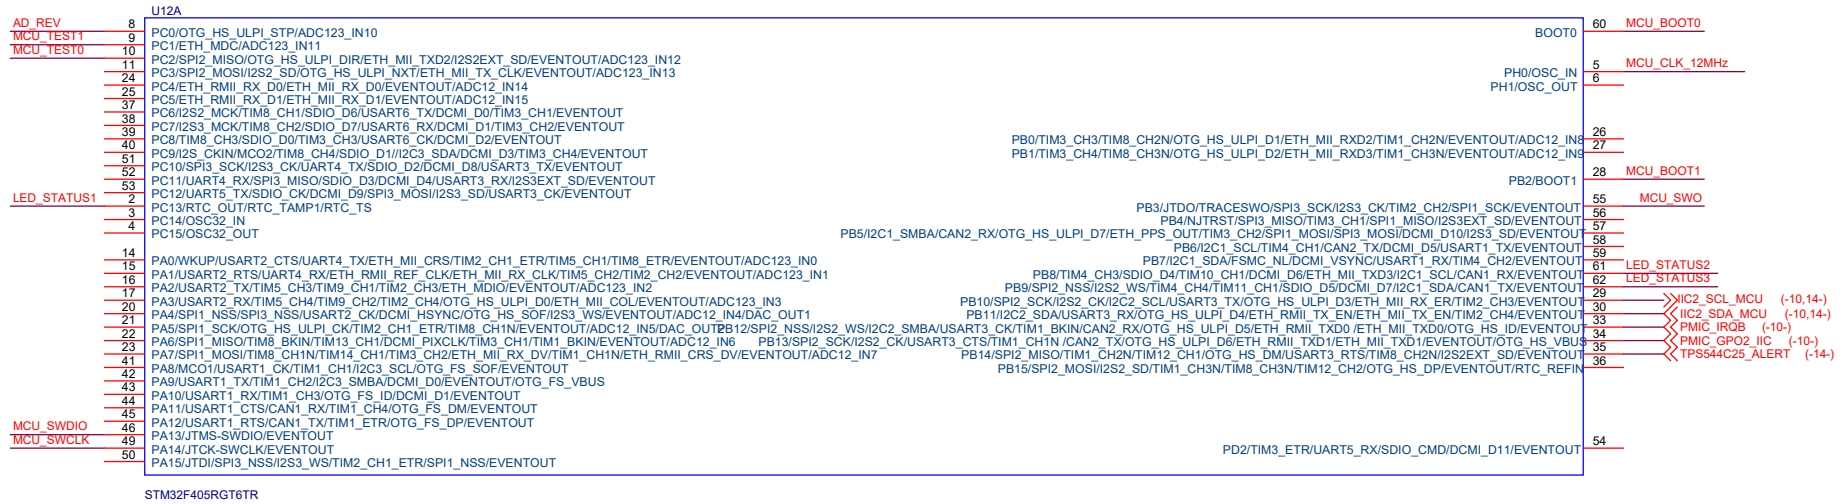 U12A
AD_REV 8 PC0/OTG_HS_ULPI_STP/ADC123_IN10
MCU_TEST1 9 PC1/ETH_MDC/ADC123_IN11
MCU_TEST0 10 PC2/SPI2_MISO/OTG_HS_ULPI_DIR/ETH_MII_TXD2/I2S2EXT_SD/EVENTOUT/ADC123_IN12
11 PC3/SPI2_MOSI/I2S2_SD/OTG_HS_ULPI_NXT/ETH_MII_TX_CLK/EVENTOUT/ADC123_IN13
24 PC4/ETH_RMII_RX_D0/ETH_MII_RX_D0/EVENTOUT/ADC12_IN14
25 PC5/ETH_RMII_RX_D1/ETH_MII_RX_D1/EVENTOUT/ADC12_IN15
37 PC6/I2S2_MCK/TIM8_CH1/SDIO_D6/USART6_TX/DCMI_D0/TIM3_CH1/EVENTOUT
38 PC7/I2S3_MCK/TIM8_CH2/SDIO_D7/USART6_RX/DCMI_D1/TIM3_CH2/EVENTOUT
39 PC8/TIM8_CH3/SDIO_D0/TIM3_CH3/USART6_CK/DCMI_D2/EVENTOUT
40 PC9/I2S_CKIN/MCO2/TIM8_CH4/SDIO_D1//I2C3_SDA/DCMI_D3/TIM3_CH4/EVENTOUT
51 PC10/SPI3_SCK/I2S3_CK/UART4_TX/SDIO_D2/DCMI_D8/USART3_TX/EVENTOUT
52 PC11/UART4_RX/SPI3_MISO/SDIO_D3/DCMI_D4/USART3_RX/I2S3EXT_SD/EVENTOUT
53 PC12/UART5_TX/SDIO_CK/DCMI_D9/SPI3_MOSI/I2S3_SD/USART3_CK/EVENTOUT
LED_STATUS1 2 PC13/RTC_OUT/RTC_TAMP1/RTC_TS
3 PC14/OSC32_IN
4 PC15/OSC32_OUT
14 PA0/WKUP/USART2_CTS/UART4_TX/ETH_MII_CRS/TIM2_CH1_ETR/TIM5_CH1/TIM8_ETR/EVENTOUT/ADC123_IN0
15 PA1/USART2_RTS/UART4_RX/ETH_RMII_REF_CLK/ETH_MII_RX_CLK/TIM5_CH2/TIM2_CH2/EVENTOUT/ADC123_IN1
16 PA2/USART2_TX/TIM5_CH3/TIM9_CH1/TIM2_CH3/ETH_MDIO/EVENTOUT/ADC123_IN2
17 PA3/USART2_RX/TIM5_CH4/TIM9_CH2/TIM2_CH4/OTG_HS_ULPI_D0/ETH_MII_COL/EVENTOUT/ADC123_IN3
20 PA4/SPI1_NSS/SPI3_NSS/USART2_CK/DCMI_HSYNC/OTG_HS_SOF/I2S3_WS/EVENTOUT/ADC12_IN4/DAC_OUT1
21 PA5/SPI1_SCK/OTG_HS_ULPI_CK/TIM2_CH1_ETR/TIM8_CH1N/EVENTOUT/ADC12_IN5/DAC_OUT2
22 PA6/SPI1_MISO/TIM8_BKIN/TIM13_CH1/DCMI_PIXCLK/TIM3_CH1/TIM1_BKIN/EVENTOUT/ADC12_IN6
23 PA7/SPI1_MOSI/TIM8_CH1N/TIM14_CH1/TIM3_CH2/ETH_MII_RX_DV/TIM1_CH1N/ETH_RMII_CRS_DV/EVENTOUT/ADC12_IN7
41 PA8/MCO1/USART1_CK/TIM1_CH1/I2C3_SCL/OTG_FS_SOF/EVENTOUT
42 PA9/USART1_TX/TIM1_CH2/I2C3_SMBA/DCMI_D0/EVENTOUT/OTG_FS_VBUS
43 PA10/USART1_RX/TIM1_CH3/OTG_FS_ID/DCMI_D1/EVENTOUT
44 PA11/USART1_CTS/CAN1_RX/TIM1_CH4/OTG_FS_DM/EVENTOUT
45 PA12/USART1_RTS/CAN1_TX/TIM1_ETR/OTG_FS_DP/EVENTOUT
MCU_SWDIO 46 PA13/JTMS-SWDIO/EVENTOUT
MCU_SWCLK 49 PA14/JTCK-SWCLK/EVENTOUT
50 PA15/JTDI/SPI3_NSS/I2S3_WS/TIM2_CH1_ETR/SPI1_NSS/EVENTOUT
BOOT0 60 MCU_BOOT0
PH0/OSC_IN 5 MCU_CLK_12MHz
PH1/OSC_OUT 6
PB0/TIM3_CH3/TIM8_CH2N/OTG_HS_ULPI_D1/ETH_MII_RXD2/TIM1_CH2N/EVENTOUT/ADC12_IN8 26
PB1/TIM3_CH4/TIM8_CH3N/OTG_HS_ULPI_D2/ETH_MII_RXD3/TIM1_CH3N/EVENTOUT/ADC12_IN9 27
PB2/BOOT1 28 MCU_BOOT1
PB3/JTDO/TRACESWO/SPI3_SCK/I2S3_CK/TIM2_CH2/SPI1_SCK/EVENTOUT 55 MCU_SWO
PB4/NJTRST/SPI3_MISO/TIM3_CH1/SPI1_MISO/I2S3EXT_SD/EVENTOUT 56
PB5/I2C1_SMBA/CAN2_RX/OTG_HS_ULPI_D7/ETH_PPS_OUT/TIM3_CH2/SPI1_MOSI/SPI3_MOSI/DCMI_D10/I2S3_SD/EVENTOUT 57
PB6/I2C1_SCL/TIM4_CH1/CAN2_TX/DCMI_D5/USART1_TX/EVENTOUT 58
PB7/I2C1_SDA/FSMC_NL/DCMI_VSYNC/USART1_RX/TIM4_CH2/EVENTOUT 59
PB8/TIM4_CH3/SDIO_D4/TIM10_CH1/DCMI_D6/ETH_MII_TXD3/I2C1_SCL/CAN1_RX/EVENTOUT 61 LED_STATUS2
PB9/SPI2_NSS/I2S2_WS/TIM4_CH4/TIM11_CH1/SDIO_D5/DCMI_D7/I2C1_SDA/CAN1_TX/EVENTOUT 62 LED_STATUS3
PB10/SPI2_SCK/I2S2_CK/I2C2_SCL/USART3_TX/OTG_HS_ULPI_D3/ETH_MII_RX_ER/TIM2_CH3/EVENTOUT 29 IIC2_SCL_MCU (-10,14-)
PB11/I2C2_SDA/USART3_RX/OTG_HS_ULPI_D4/ETH_RMII_TX_EN/ETH_MII_TX_EN/TIM2_CH4/EVENTOUT 30 IIC2_SDA_MCU (-10,14-)
PB12/SPI2_NSS/I2S2_WS/I2C2_SMBA/USART3_CK/TIM1_BKIN/CAN2_RX/OTG_HS_ULPI_D5/ETH_RMII_TXD0 /ETH_MII_TXD0/OTG_HS_ID/EVENTOUT 33 PMIC_IRQB (-10-)
PB13/SPI2_SCK/I2S2_CK/USART3_CTS/TIM1_CH1N /CAN2_TX/OTG_HS_ULPI_D6/ETH_RMII_TXD1/ETH_MII_TXD1/EVENTOUT/OTG_HS_VBUS 34 PMIC_GPO2_IIC (-10-)
PB14/SPI2_MISO/TIM1_CH2N/TIM12_CH1/OTG_HS_DM/USART3_RTS/TIM8_CH2N/I2S2EXT_SD/EVENTOUT 35 TPS544C25_ALERT (-14-)
PB15/SPI2_MOSI/I2S2_SD/TIM1_CH3N/TIM8_CH3N/TIM12_CH2/OTG_HS_DP/EVENTOUT/RTC_REFIN 36
PD2/TIM3_ETR/UART5_RX/SDIO_CMD/DCMI_D11/EVENTOUT 54
STM32F405RGT6TR